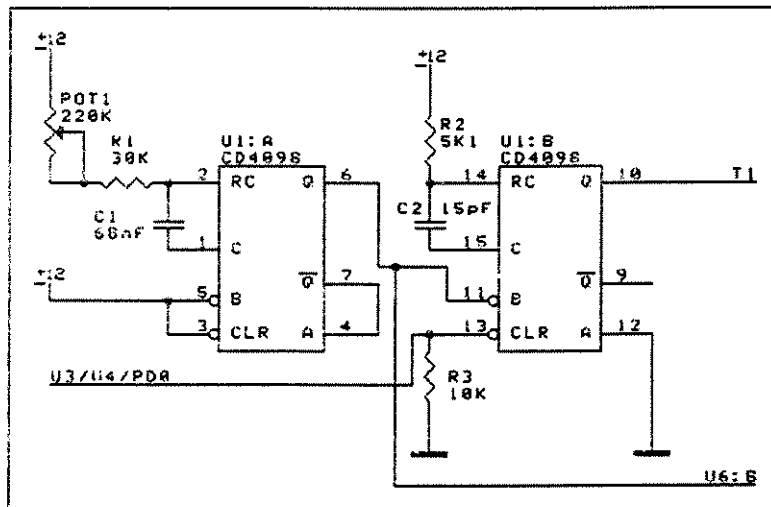 +12
POT1
220K
R1
30K
C1
68nF
U1:A
CD4098
2 RC Q 6
1 C
Q 7
5 B
3 CLR A 4
+12
+12
R2
5K1
U1:B
CD4098
14 RC Q 10
T1
C2 15pF
15 C
Q 9
11 B
13 CLR A 12
U3/U4/PD0
R3
10K
U6:B